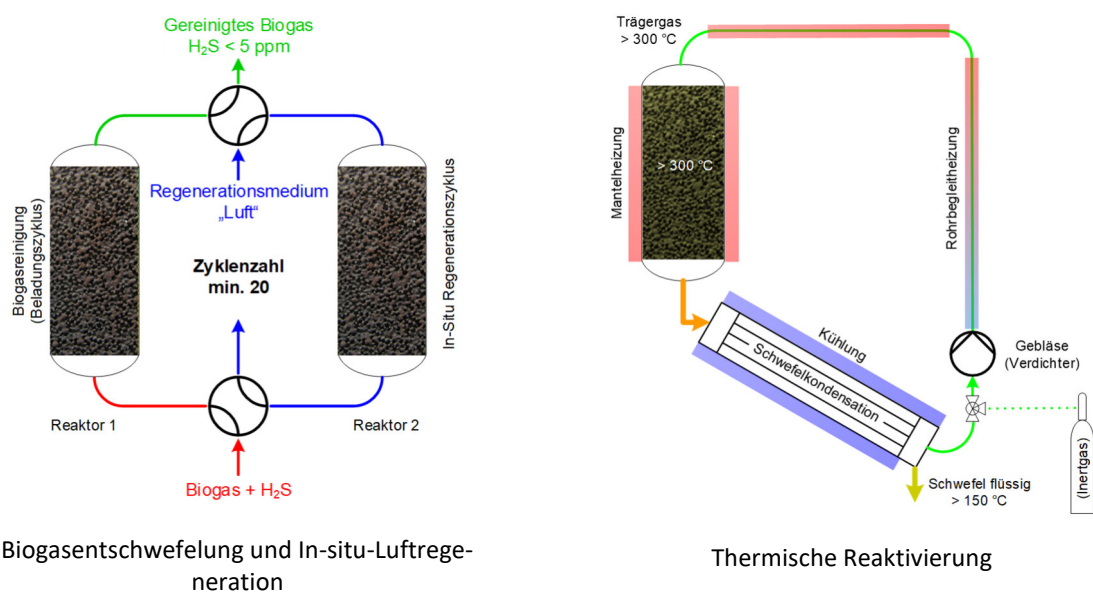 Gereinigtes Biogas
H₂S < 5 ppm
Biogasreinigung
(Beladungszyklus)
Regenerationsmedium
„Luft“
Zyklenzahl
min. 20
In-Situ Regenerationszyklus
Reaktor 1
Reaktor 2
Biogas + H₂S
Biogasentschwefelung und In-situ-Luftrege-
neration
Trägergas
> 300 °C
Mantelheizung
> 300 °C
Rohrbegleitheizung
Kühlung
Schwefelkondensation
Gebläse
(Verdichter)
(Inertgas)
Schwefel flüssig
> 150 °C
Thermische Reaktivierung